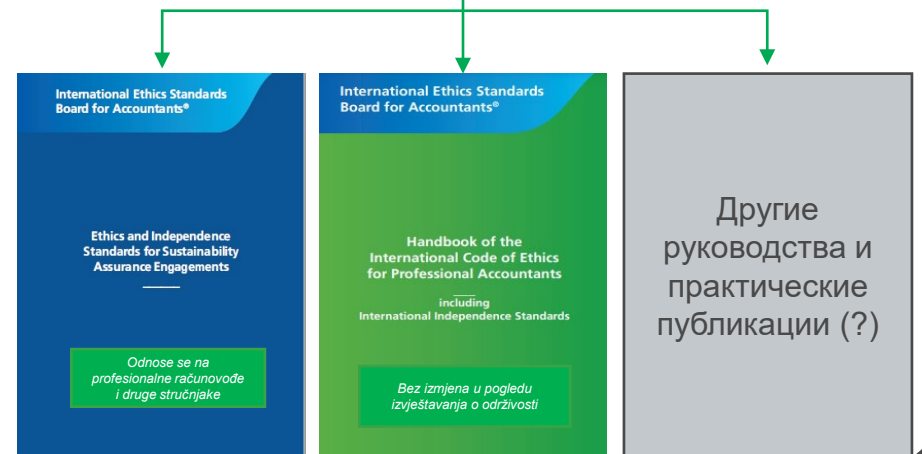 International Ethics Standards
Board for Accountants®
Ethics and Independence
Standards for Sustainability
Assurance Engagements
Odnose se na
profesionalne računovođe
i druge stručnjake
International Ethics Standards
Board for Accountants®
Handbook of the
International Code of Ethics
for Professional Accountants
including
International Independence Standards
Bez izmjena u pogledu
izvještavanja o održivosti
Другие
руководства и
практические
публикации (?)